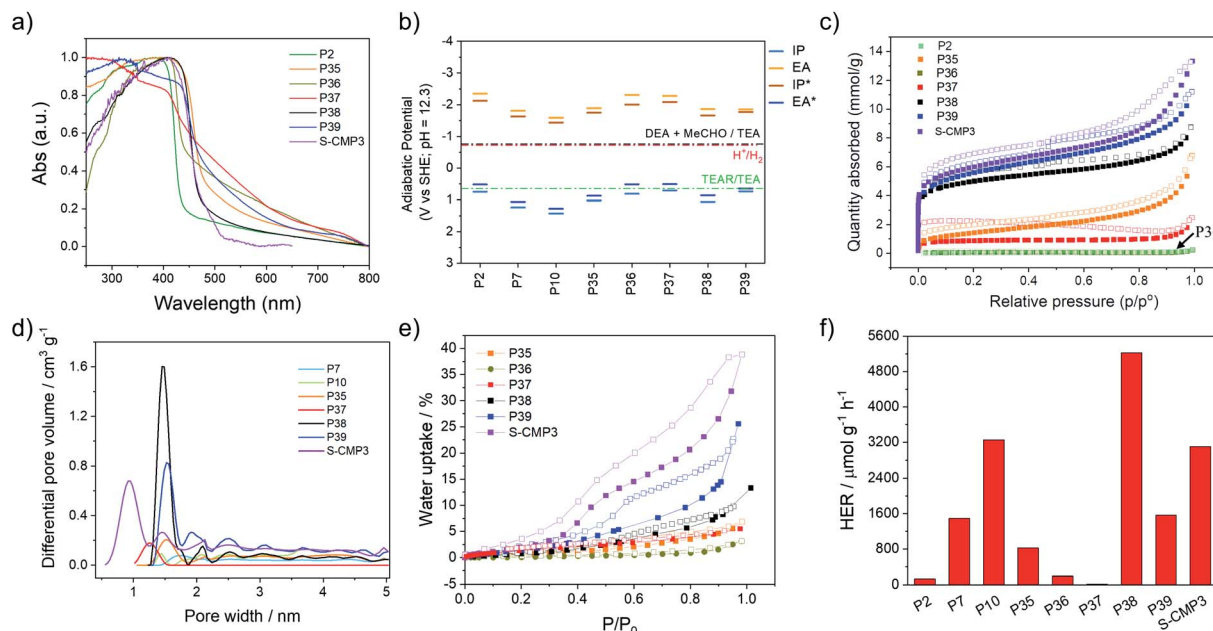 a)
Abs (a.u.)
1.0
0.8
0.6
0.4
0.2
0.0
300 400 500 600 700 800
Wavelength (nm)
P2
P35
P36
P37
P38
P39
S-CMP3
b)
Adiabatic Potential
(V vs SHE; pH = 12.3)
-4
-3
-2
-1
0
1
2
3
P2 P7 P10 P35 P36 P37 P38 P39
DEA + MeCHO / TEA
H⁺/H₂
TEAR/TEA
IP
EA
IP*
EA*
c)
Quantity absorbed (mmol/g)
14
12
10
8
6
4
2
0
0.0 0.2 0.4 0.6 0.8 1.0
Relative pressure (p/p°)
P2
P35
P36
P37
P38
P39
S-CMP3
P3
d)
Differential pore volume / cm³ g⁻¹
1.6
1.2
0.8
0.4
0.0
1 2 3 4 5
Pore width / nm
P7
P10
P35
P37
P38
P39
S-CMP3
e)
Water uptake / %
40
35
30
25
20
15
10
5
0
-5
0.0 0.2 0.4 0.6 0.8 1.0
P/P₀
P35
P36
P37
P38
P39
S-CMP3
f)
HER / μmol g⁻¹ h⁻¹
5600
4800
4000
3200
2400
1600
800
0
P2 P7 P10 P35 P36 P37 P38 P39 S-CMP3